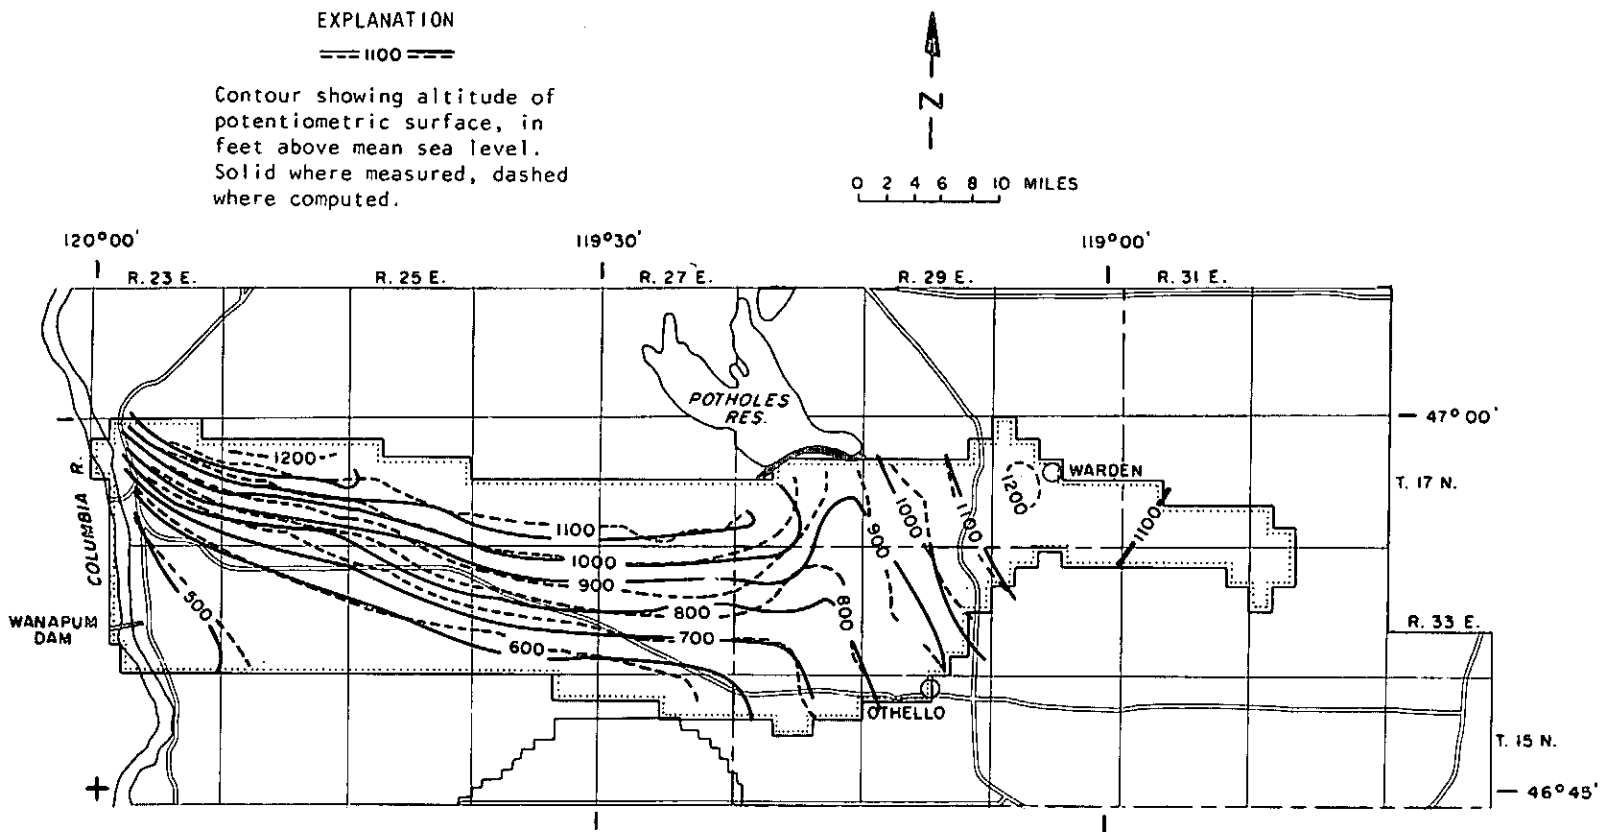 EXPLANATION
1100
Contour showing altitude of
potentiometric surface, in
feet above mean sea level.
Solid where measured, dashed
where computed.
N
0 2 4 6 8 10 MILES
120°00'
119°30'
119°00'
R. 23 E.
R. 25 E.
R. 27 E.
R. 29 E.
R. 31 E.
POTHOLES
RES.
47°00'
1200
WARDEN
T. 17 N.
COLUMBIA R.
1200
1100
1000
900
800
700
600
500
1000
1100
900
800
1100
WANAPUM
DAM
R. 33 E.
OTHELLO
T. 15 N.
46°45'